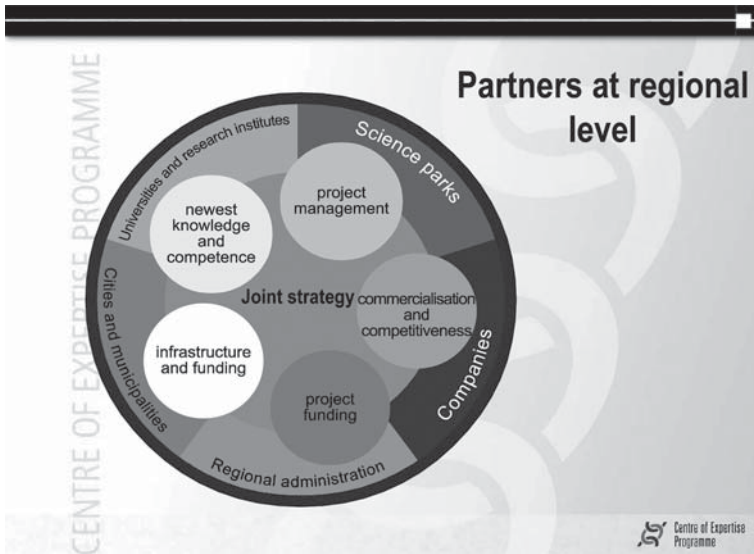 Partners at regional
level
CENTRE OF EXPERTISE PROGRAMME
Universities and research institutes
Science parks
project
management
newest
knowledge
and
competence
Joint strategy
commercialisation
and
competitiveness
Cities and municipalities
infrastructure
and funding
project
funding
Companies
Regional administration
Centre of Expertise
Programme